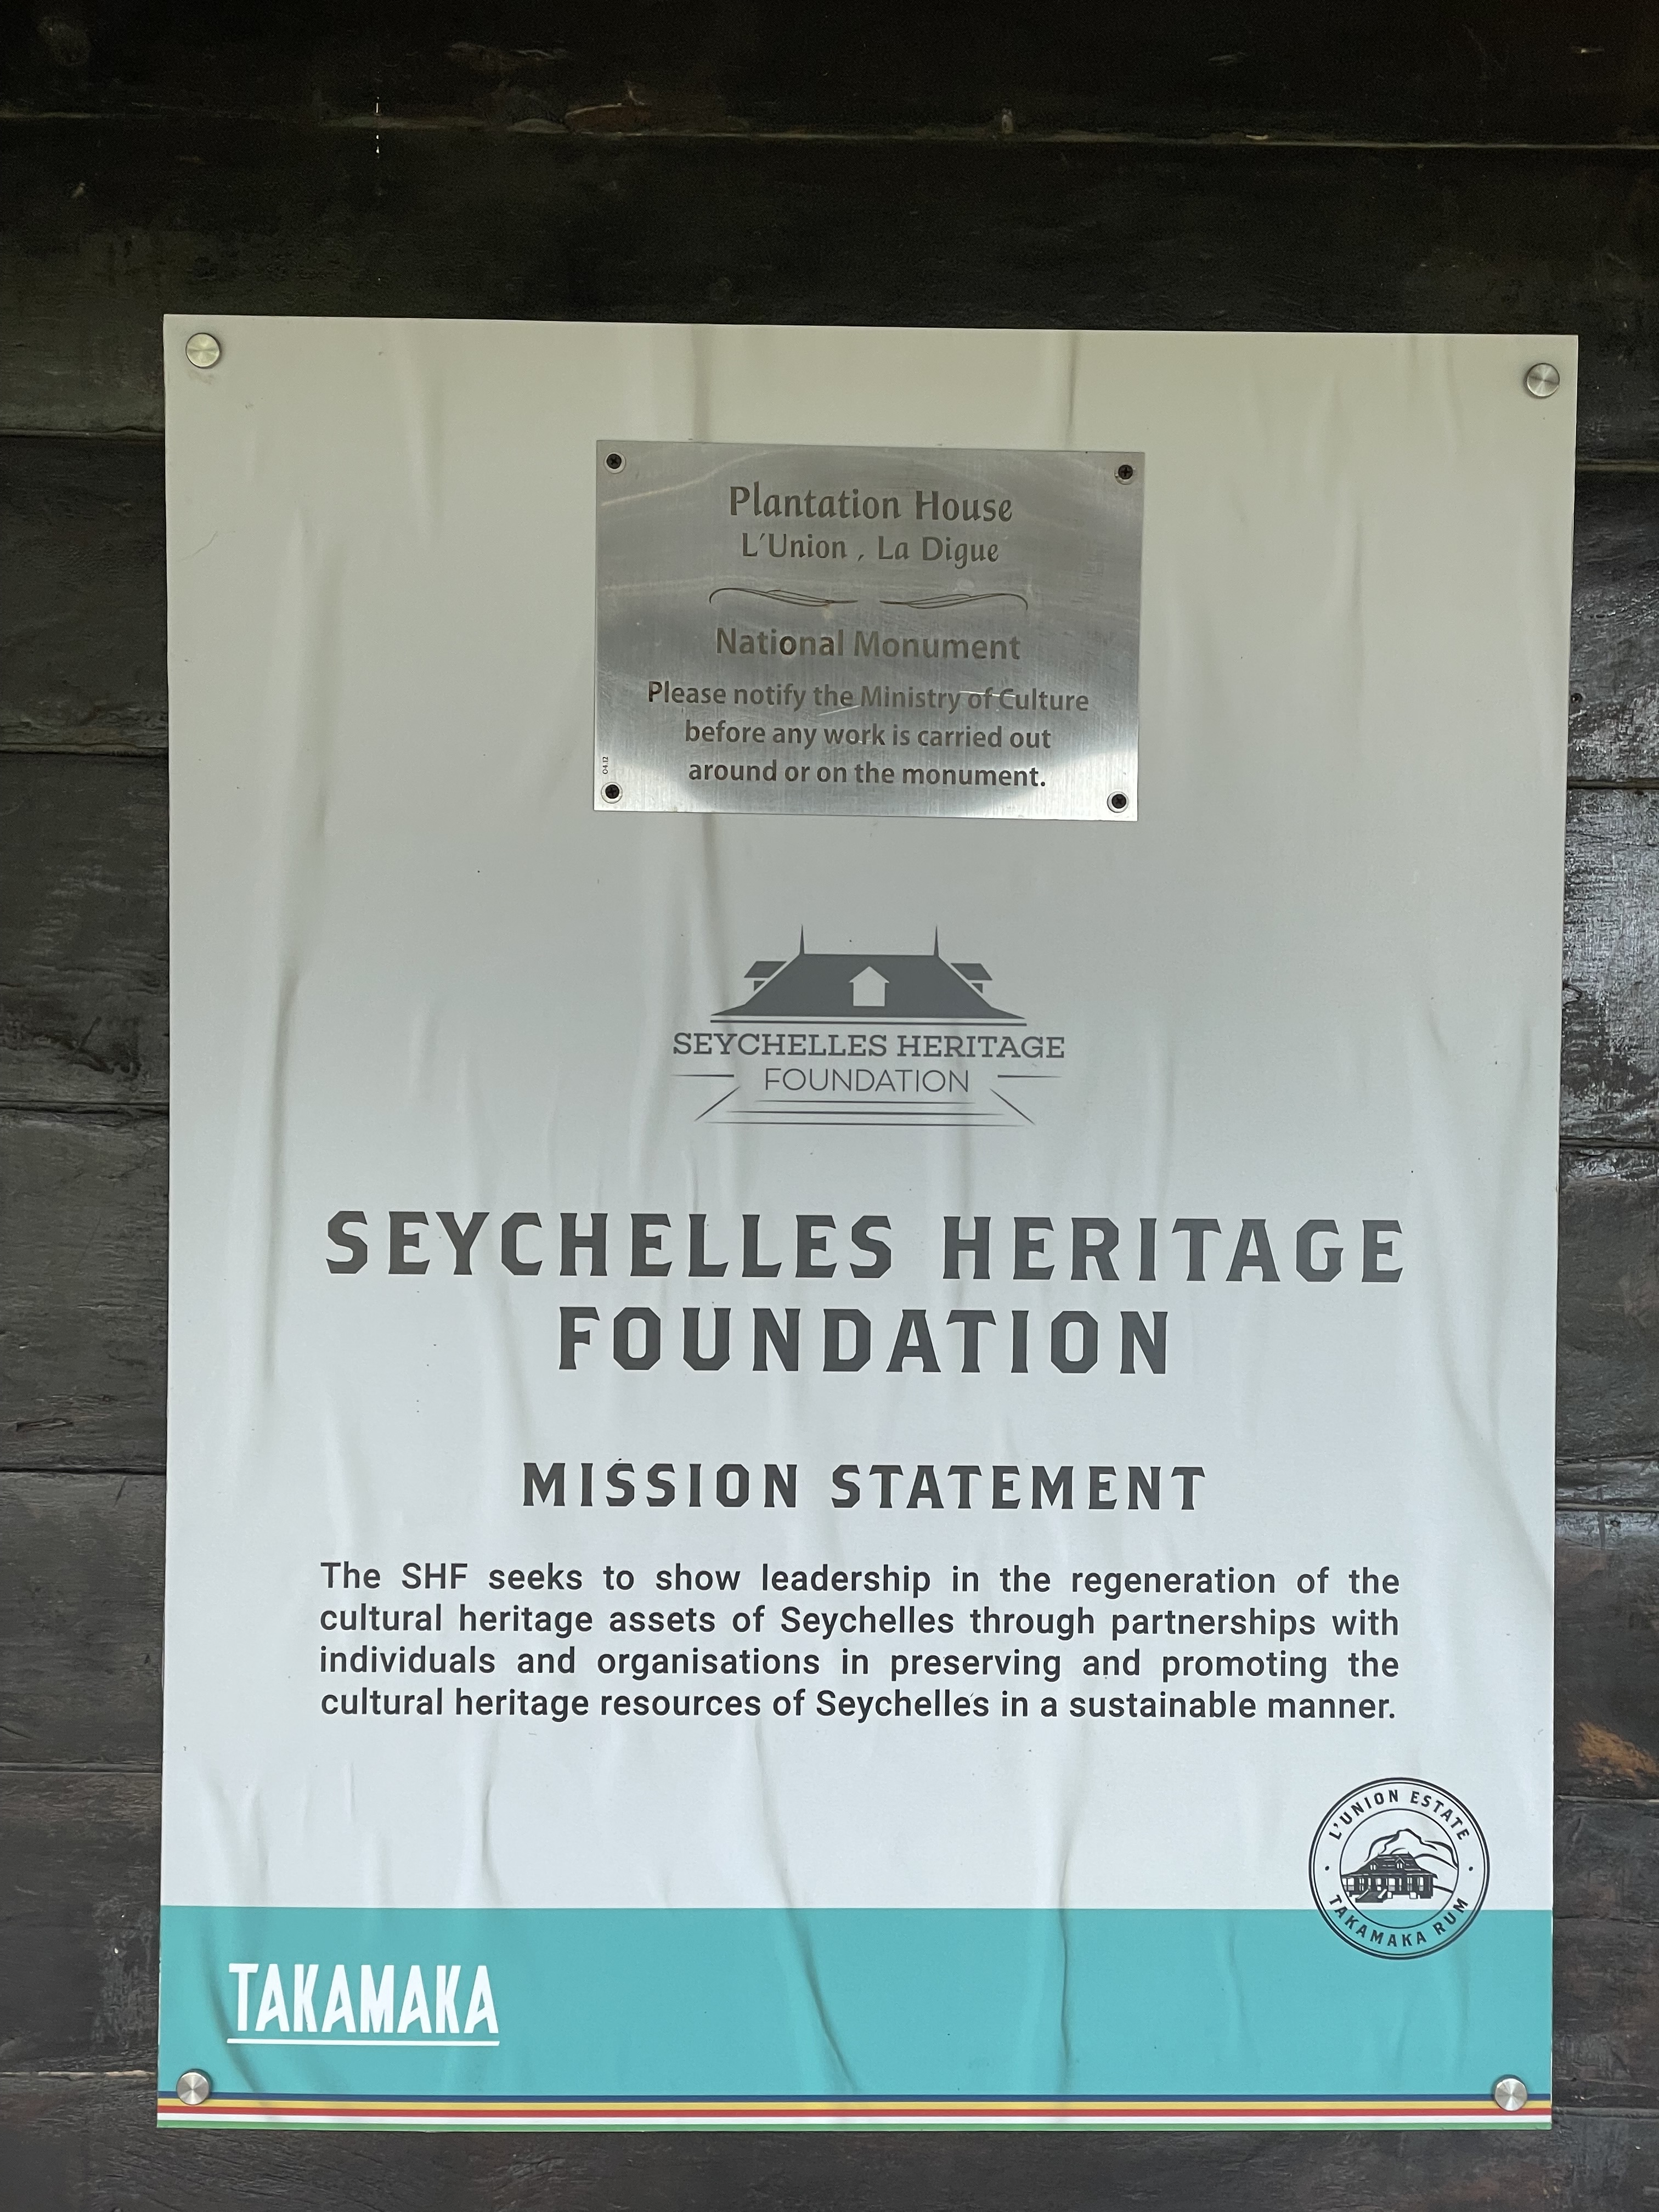 Plantation House
L'Union , La Digue
National Monument
Please notify the Ministry of Culture
before any work is carried out
around or on the monument.
04.12
SEYCHELLES HERITAGE
FOUNDATION
SEYCHELLES HERITAGE
FOUNDATION
MISSION STATEMENT
The SHF seeks to show leadership in the regeneration of the
cultural heritage assets of Seychelles through partnerships with
individuals and organisations in preserving and promoting the
cultural heritage resources of Seychelles in a sustainable manner.
L'UNION ESTATE
TAKAMAKA RUM
TAKAMAKA